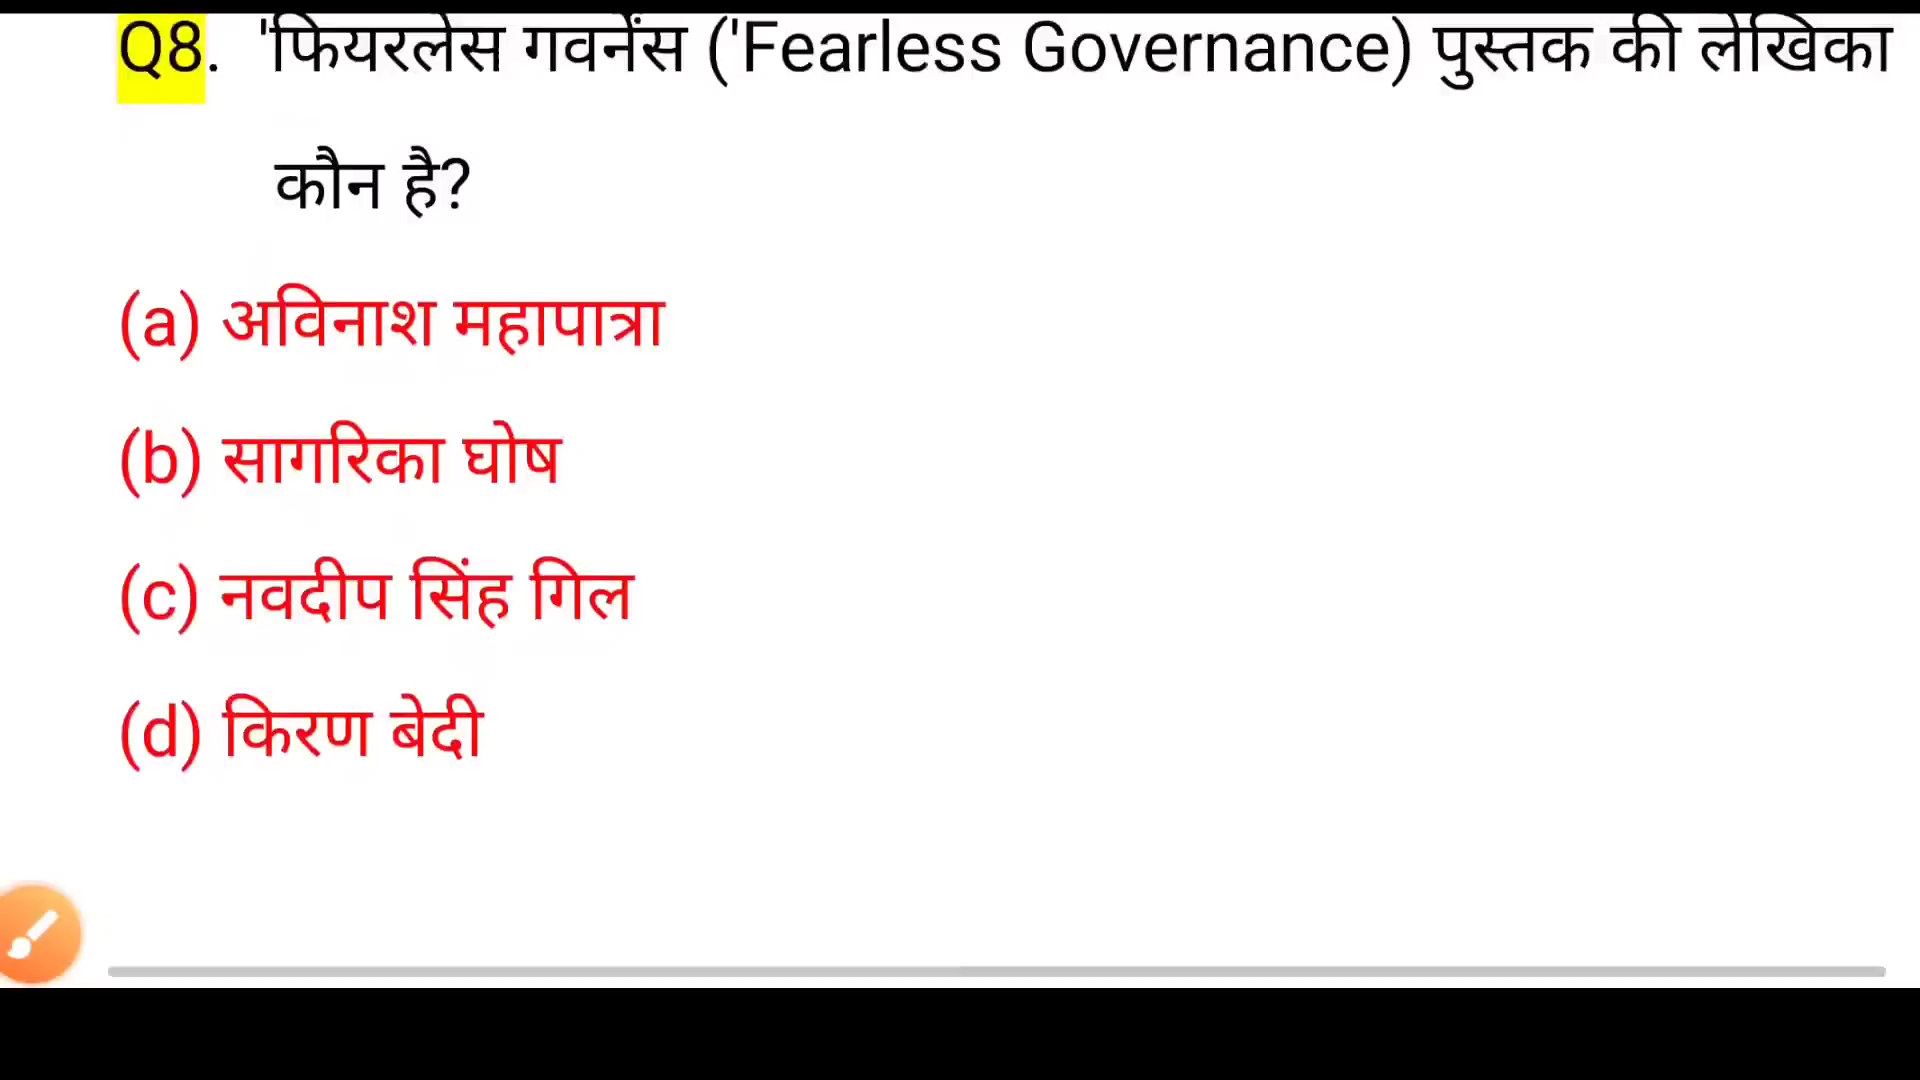 Q8. 'फियरलेस गवर्नेंस ('Fearless Governance) पुस्तक की लेखिका
कौन है?
(a) अविनाश महापात्रा
(b) सागरिका घोष
(c) नवदीप सिंह गिल
(d) किरण बेदी